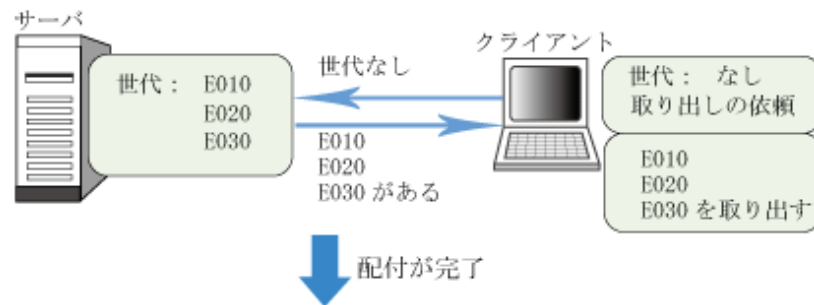 サーバ
世代： E010
E020
E030
世代なし
E010
E020
E030 がある
クライアント
世代： なし
取り出しの依頼
E010
E020
E030 を取り出す
配付が完了